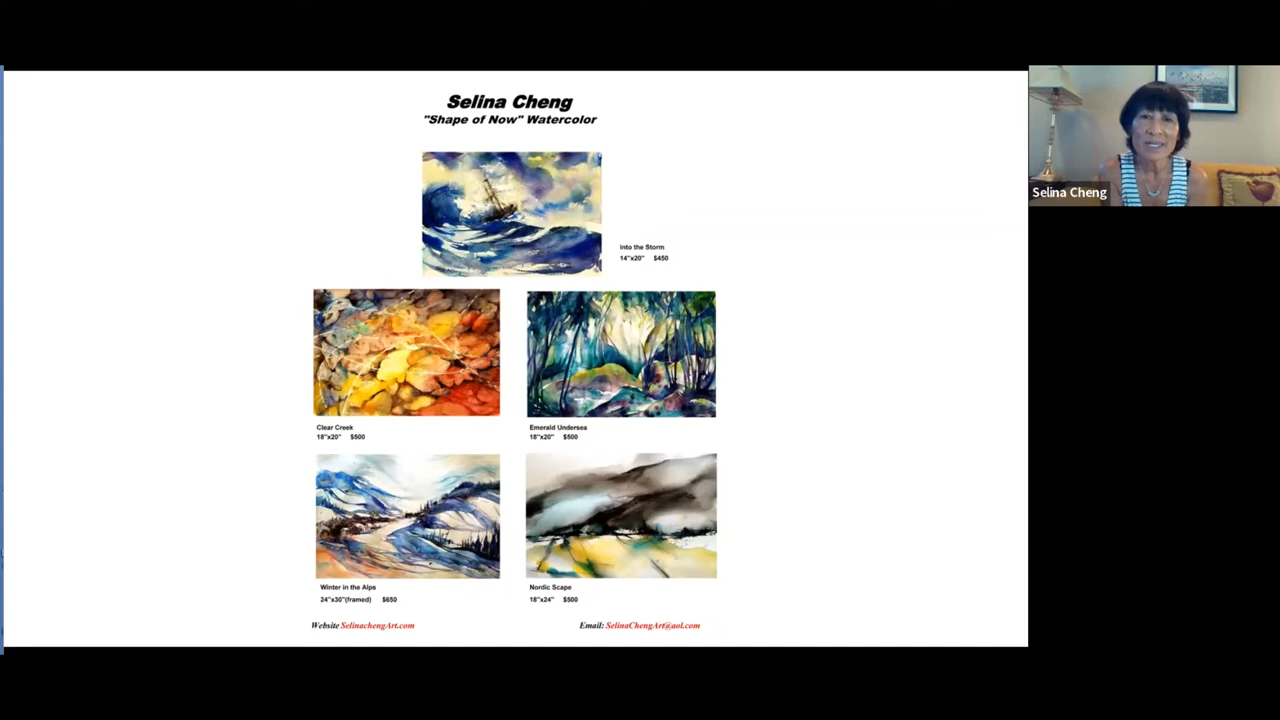 Selina Cheng
"Shape of Now" Watercolor
Selina Cheng
Into the Storm
14"x20" $450
Clear Creek
18"x20" $500
Emerald Undersea
18"x20" $500
Winter in the Alps
24"x30"(framed) $650
Nordic Scape
18"x24" $500
Website SelinachengArt.com
Email: SelinaChengArt@aol.com